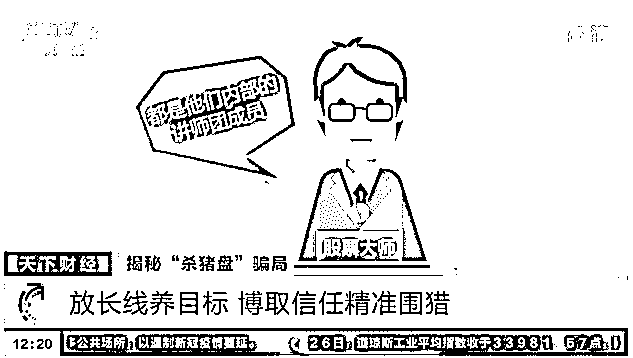 都是他们内部的
讲师团成员
股票大师
天下财经 揭秘“杀猪盘”骗局
放长线养目标 博取信任精准围猎
12:20 公共场所，以遏制新冠疫情蔓延。 26日，道琼斯工业平均指数收于33981．57点，